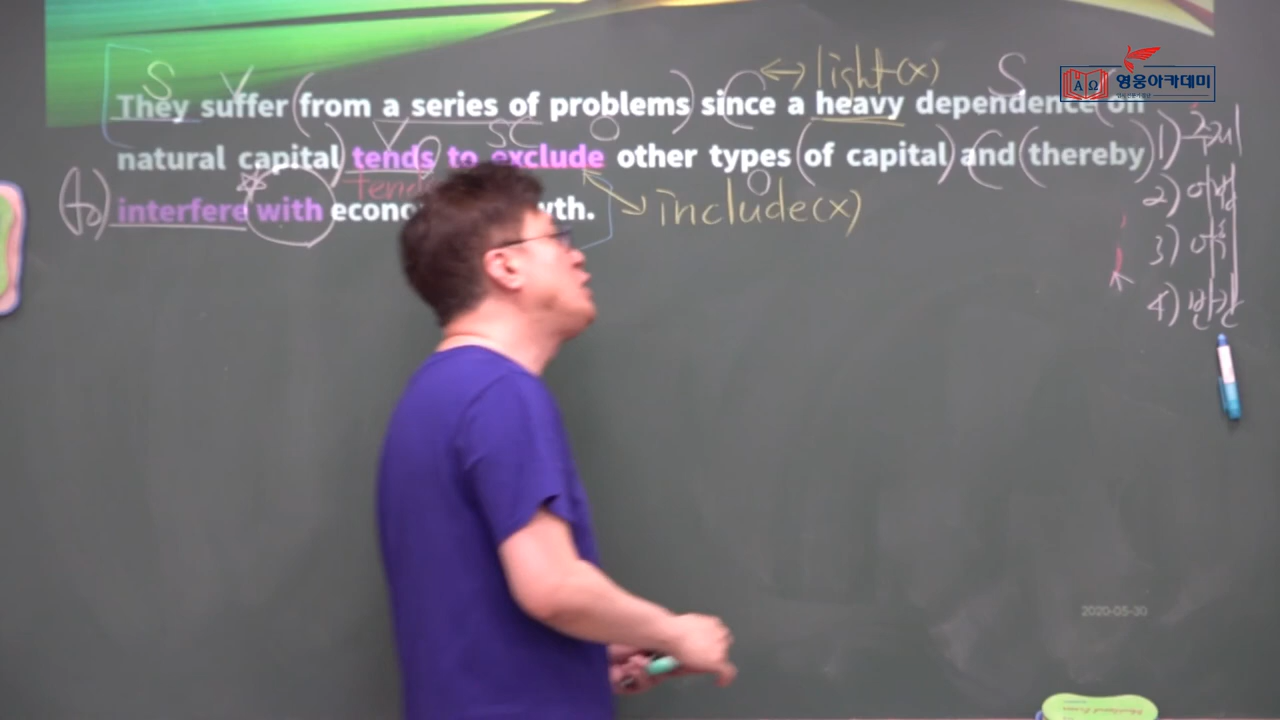 S V ↔ light(x) S
They suffer (from a series of problems) since a heavy dependence on
V SC O
natural capital) tends to exclude other types (of capital) and (thereby
O
(to) interfere with econo wth.
include(x)
1)
2) 어법
3) 어휘
4) 빈칸
영웅아카데미
2020-05-30